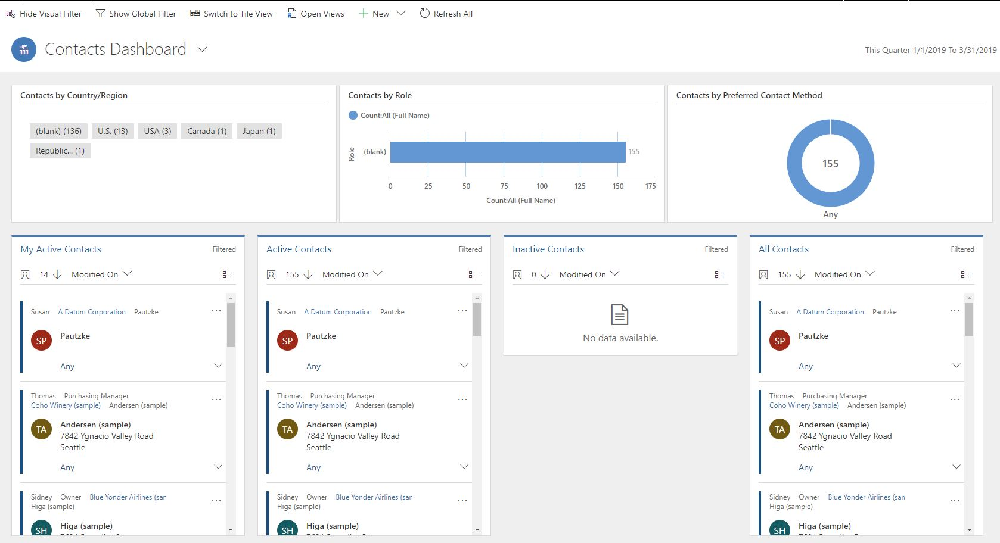 Hide Visual Filter Show Global Filter Switch to Tile View Open Views New Refresh All
Contacts Dashboard
This Quarter 1/1/2019 To 3/31/2019
Contacts by Country/Region
(blank) (136) U.S. (13) USA (3) Canada (1) Japan (1)
Republic... (1)
Contacts by Role
Count:All (Full Name)
Role
(blank)
155
0 25 50 75 100 125 150 175
Count:All (Full Name)
Contacts by Preferred Contact Method
155
Any
My Active Contacts Filtered
14 Modified On
Susan A Datum Corporation Pautzke ...
SP Pautzke
Any
Thomas Purchasing Manager ...
Coho Winery (sample) Andersen (sample)
TA Andersen (sample)
7842 Ygnacio Valley Road
Seattle
Any
Sidney Owner Blue Yonder Airlines (san ...
Higa (sample)
SH Higa (sample)
Active Contacts Filtered
155 Modified On
Susan A Datum Corporation Pautzke ...
SP Pautzke
Any
Thomas Purchasing Manager ...
Coho Winery (sample) Andersen (sample)
TA Andersen (sample)
7842 Ygnacio Valley Road
Seattle
Any
Sidney Owner Blue Yonder Airlines (san ...
Higa (sample)
SH Higa (sample)
Inactive Contacts Filtered
0 Modified On
No data available.
All Contacts Filtered
155 Modified On
Susan A Datum Corporation Pautzke ...
SP Pautzke
Any
Thomas Purchasing Manager ...
Coho Winery (sample) Andersen (sample)
TA Andersen (sample)
7842 Ygnacio Valley Road
Seattle
Any
Sidney Owner Blue Yonder Airlines (san ...
Higa (sample)
SH Higa (sample)